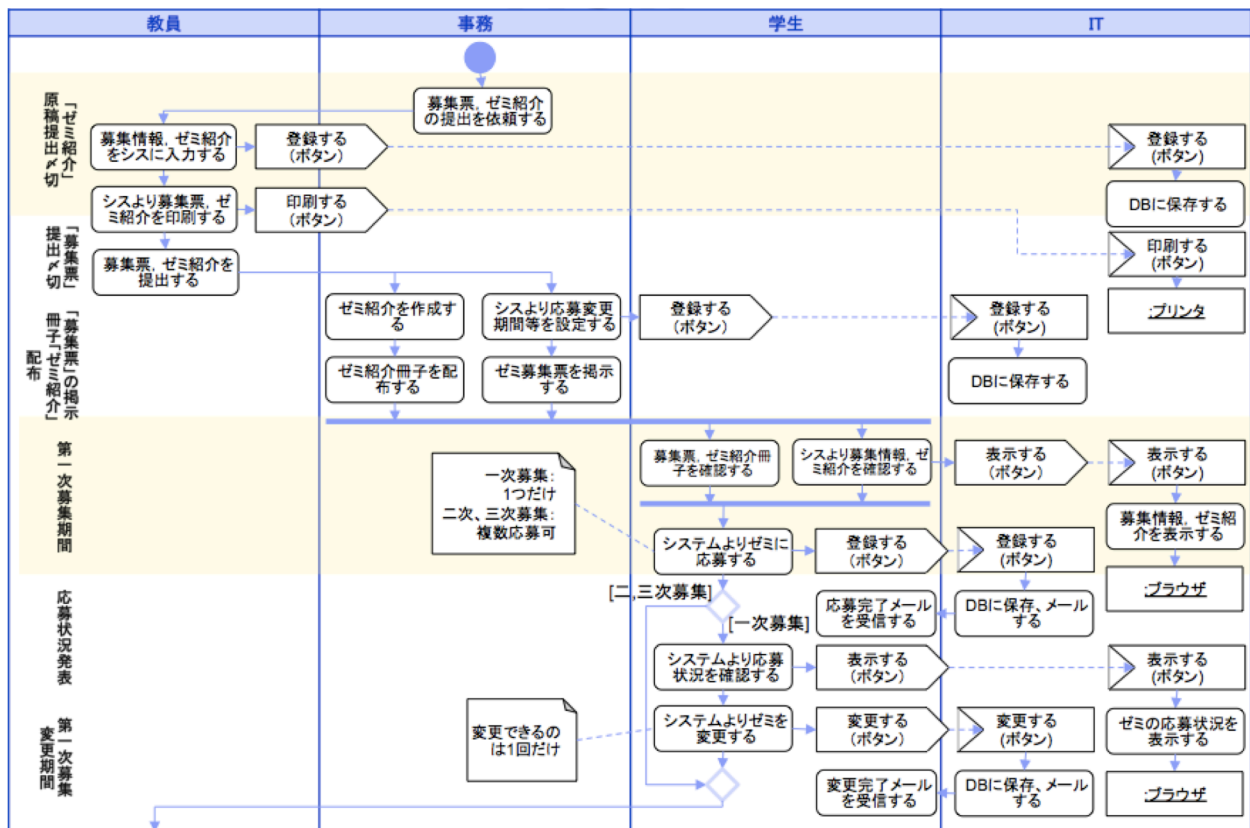 教員
事務
学生
IT
「ゼミ紹介」
原稿提出〆切
募集票，ゼミ紹介
の提出を依頼する
募集情報，ゼミ紹介
をシスに入力する
登録する
（ボタン）
登録する
(ボタン)
シスより募集票，ゼ
ミ紹介を印刷する
印刷する
（ボタン）
DBに保存する
「募集票」
提出〆切
募集票，ゼミ紹介を
提出する
印刷する
(ボタン)
:プリンタ
「募集票」の掲示
冊子「ゼミ紹介」
配布
ゼミ紹介を作成す
る
シスより応募変更
期間等を設定する
登録する
（ボタン）
登録する
(ボタン)
ゼミ紹介冊子を配
布する
ゼミ募集票を掲示
する
DBに保存する
第一次募集期間
募集票，ゼミ紹介冊
子を確認する
シスより募集情報，ゼ
ミ紹介を確認する
表示する
（ボタン）
表示する
(ボタン)
一次募集：
1つだけ
二次、三次募集：
複数応募可
募集情報，ゼミ紹
介を表示する
:ブラウザ
システムよりゼミに
応募する
登録する
（ボタン）
登録する
(ボタン)
[二,三次募集]
[一次募集]
応募完了メール
を受信する
DBに保存、メール
する
応募状況発表
システムより応募
状況を確認する
表示する
（ボタン）
表示する
(ボタン)
第一次募集
変更期間
変更できるの
は1回だけ
システムよりゼミを
変更する
変更する
（ボタン）
変更する
(ボタン)
ゼミの応募状況を
表示する
変更完了メール
を受信する
DBに保存、メール
する
:ブラウザ